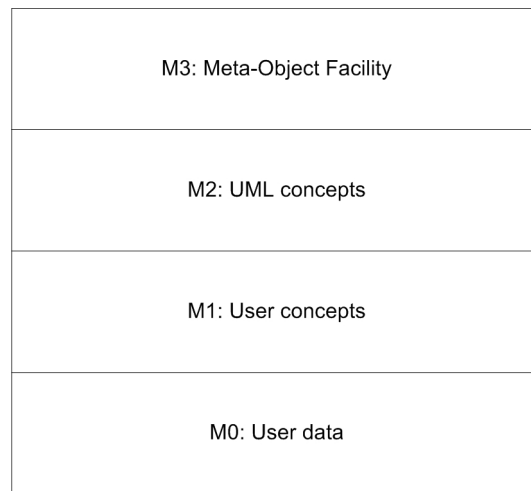 M3: Meta-Object Facility
M2: UML concepts
M1: User concepts
M0: User data